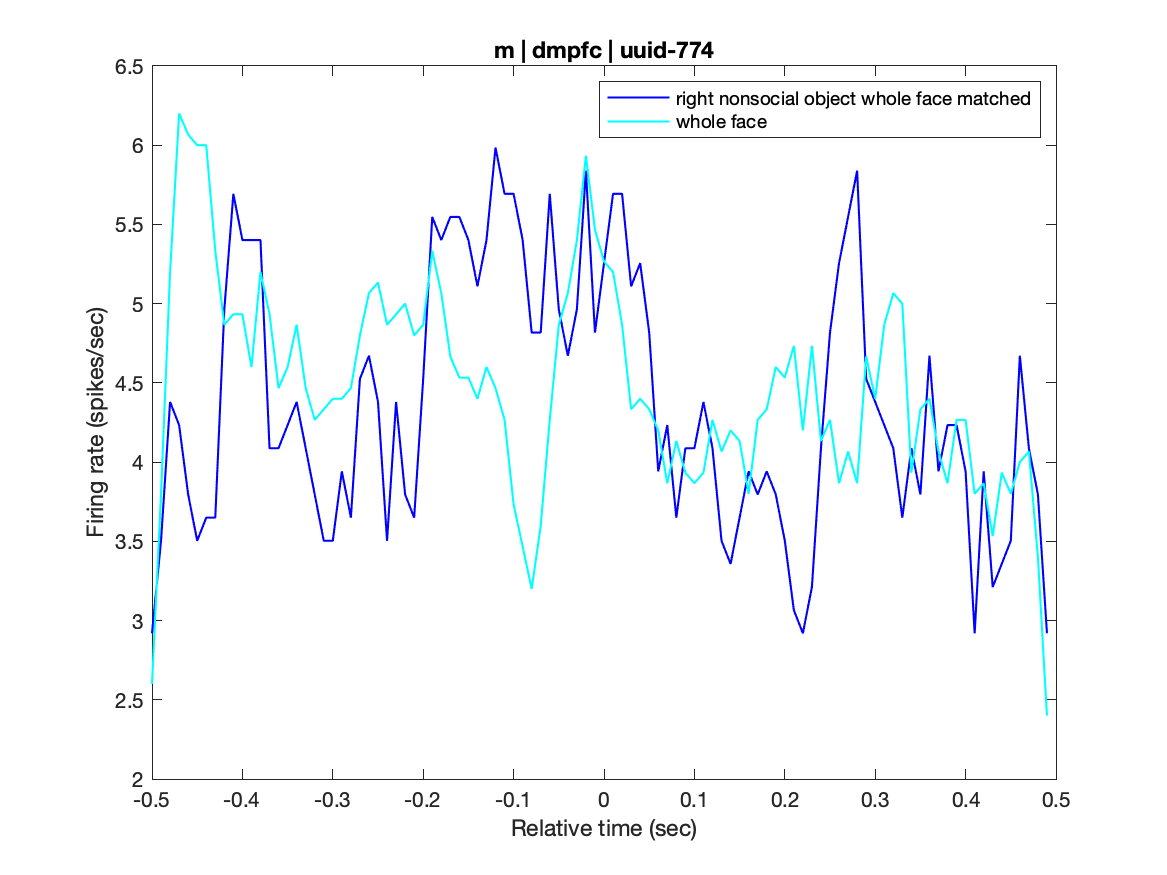 m | dmpfc | uuid-774
right nonsocial object whole face matched
whole face
Firing rate (spikes/sec)
6.5
6
5.5
5
4.5
4
3.5
3
2.5
2
-0.5 -0.4 -0.3 -0.2 -0.1 0 0.1 0.2 0.3 0.4 0.5
Relative time (sec)